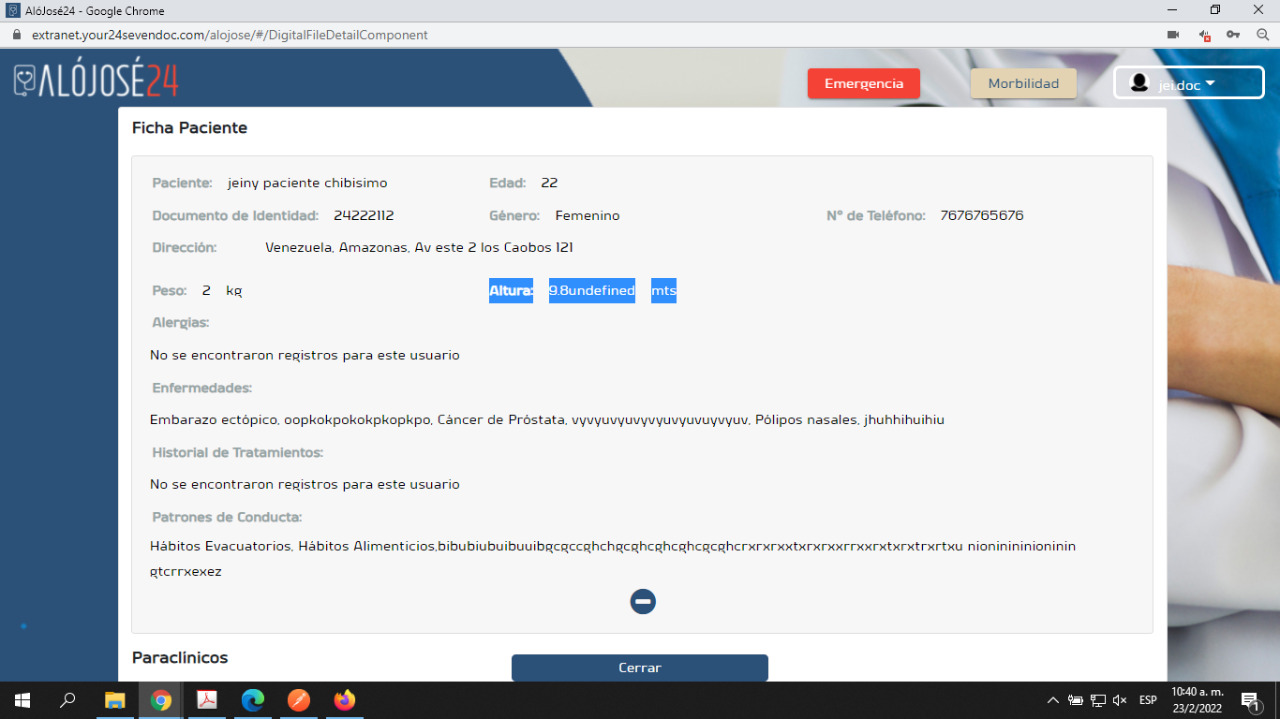 AlóJosé24 - Google Chrome
extranet.your24sevendoc.com/alojose/#/DigitalFileDetailComponent
ALÓJOSÉ24
Emergencia Morbilidad jei.doc
Ficha Paciente
Paciente: jeiny paciente chibisimo Edad: 22
Documento de Identidad: 24222112 Género: Femenino N° de Teléfono: 7676765676
Dirección: Venezuela, Amazonas, Av este 2 los Caobos 121
Peso: 2 kg Altura: 9.8undefined mts
Alergias:
No se encontraron registros para este usuario
Enfermedades:
Embarazo ectópico, oopkokpokokpkopkpo, Cáncer de Próstata, vyvyuvyuvyvyuvyuvuyvyuv, Pólipos nasales, jhuhhihuihiu
Historial de Tratamientos:
No se encontraron registros para este usuario
Patrones de Conducta:
Hábitos Evacuatorios, Hábitos Alimenticios,bibubiubuibuuibgcgccghchgcghcghcghcgcghcrxrxrxxtxrxrxxrrxxrxtxrxtrxrtxu nioninininioninin
gtcrrxexez
Paraclínicos
Cerrar
ESP
10:40 a. m.
23/2/2022
1